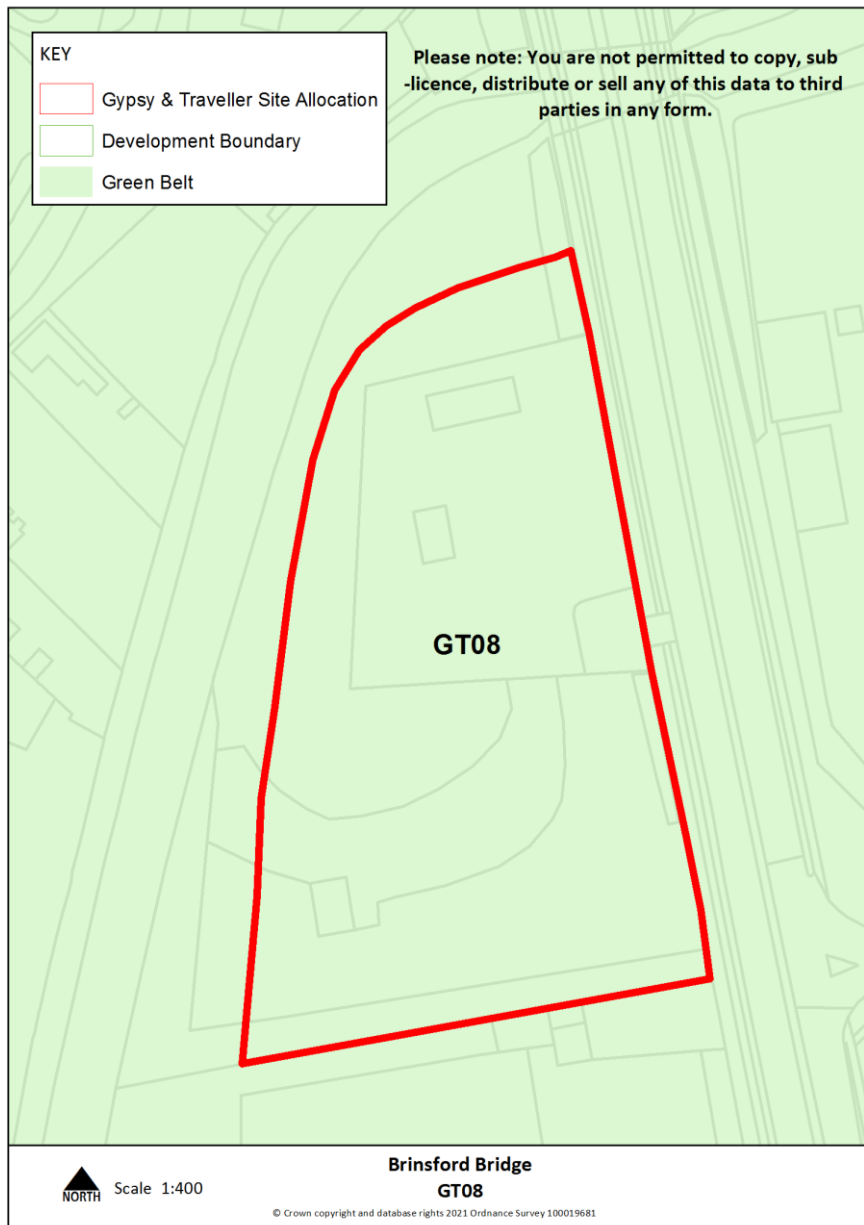 KEY
Gypsy & Traveller Site Allocation
Development Boundary
Green Belt
Please note: You are not permitted to copy, sub
-licence, distribute or sell any of this data to third
parties in any form.
GT08
NORTH
Scale 1:400
Brinsford Bridge
GT08
© Crown copyright and database rights 2021 Ordnance Survey 100019681